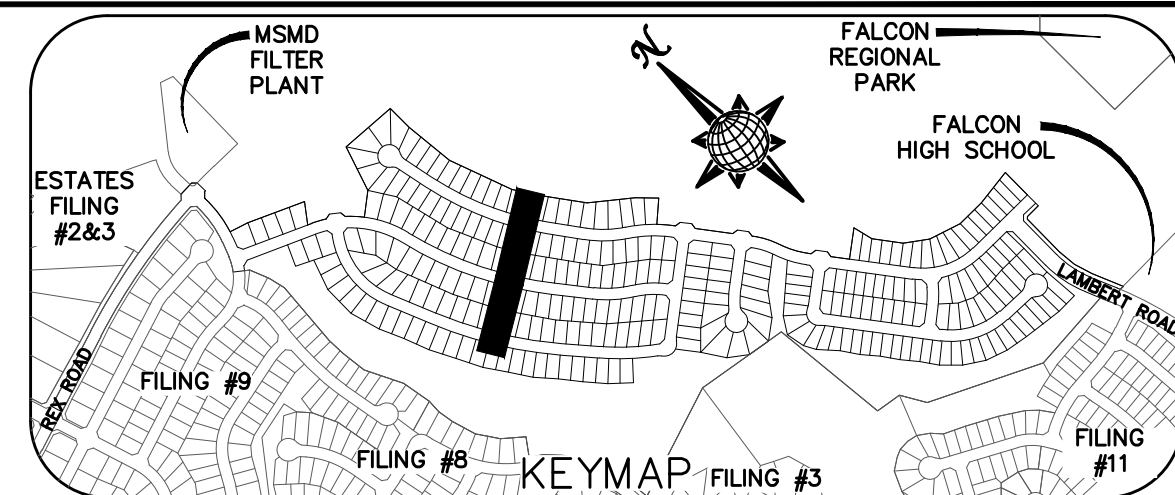 MSMD
FILTER
PLANT
N
FALCON
REGIONAL
PARK
FALCON
HIGH SCHOOL
ESTATES
FILING
#2&3
LAMBERT ROAD
REX ROAD
FILING #9
FILING #8
KEYMAP
FILING #3
FILING
#11